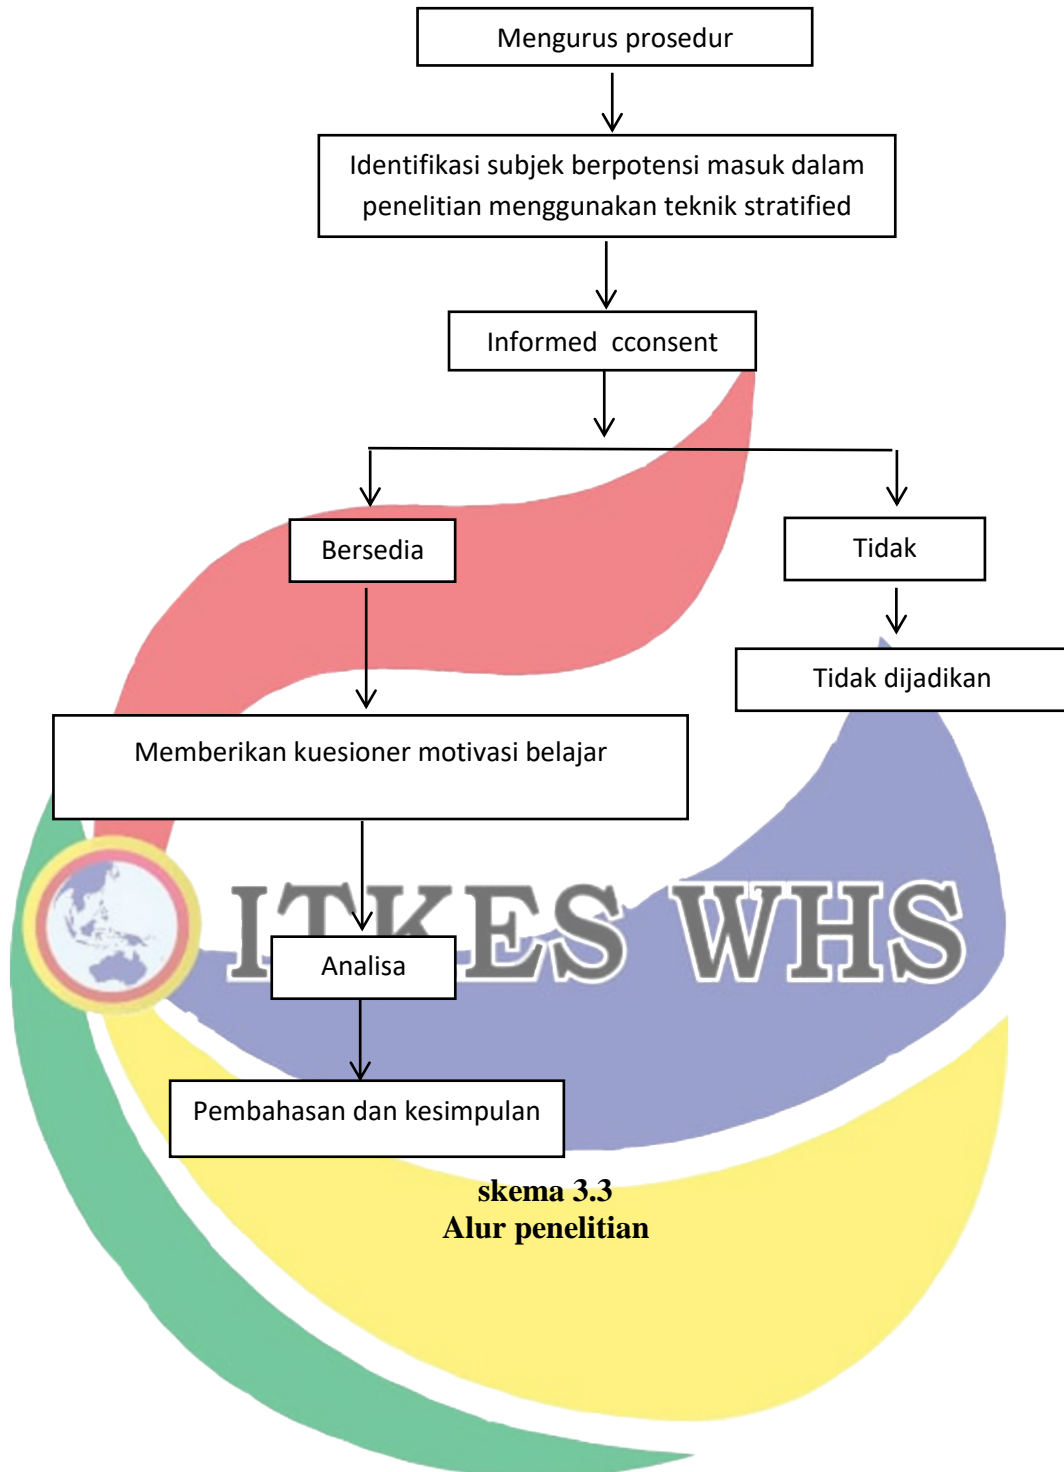 Mengurus prosedur
Identifikasi subjek berpotensi masuk dalam
penelitian menggunakan teknik stratified
Informed cconsent
Bersedia
Tidak
Tidak dijadikan
Memberikan kuesioner motivasi belajar
ITKES WHS
Analisa
Pembahasan dan kesimpulan
skema 3.3
Alur penelitian